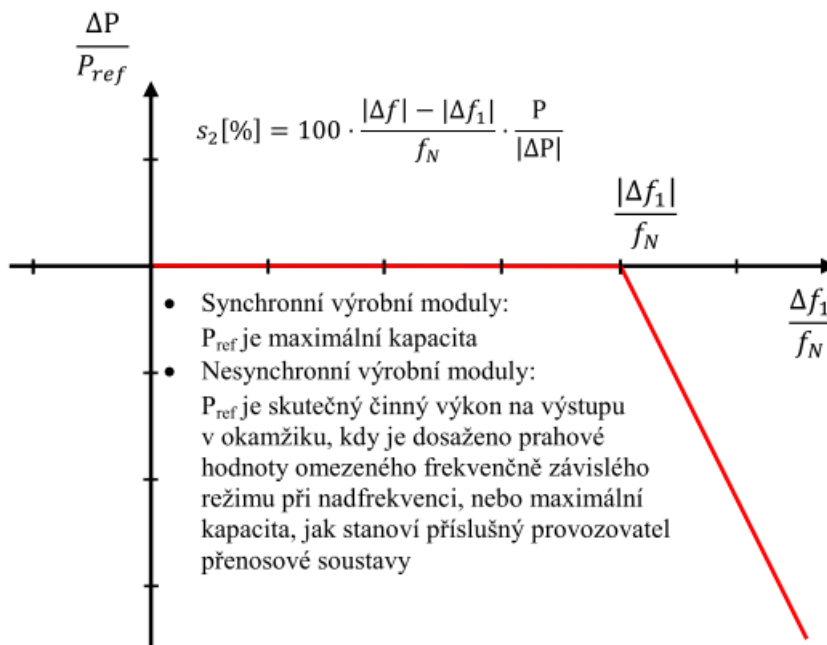 ΔP
P_ref
s₂[%] = 100 · (|Δf| − |Δf₁|)/f_N · P/|ΔP|
|Δf₁|
f_N
Δf₁
f_N
• Synchronní výrobní moduly:
P_ref je maximální kapacita
• Nesynchronní výrobní moduly:
P_ref je skutečný činný výkon na výstupu
v okamžiku, kdy je dosaženo prahové
hodnoty omezeného frekvenčně závislého
režimu při nadfrekvenci, nebo maximální
kapacita, jak stanoví příslušný provozovatel
přenosové soustavy